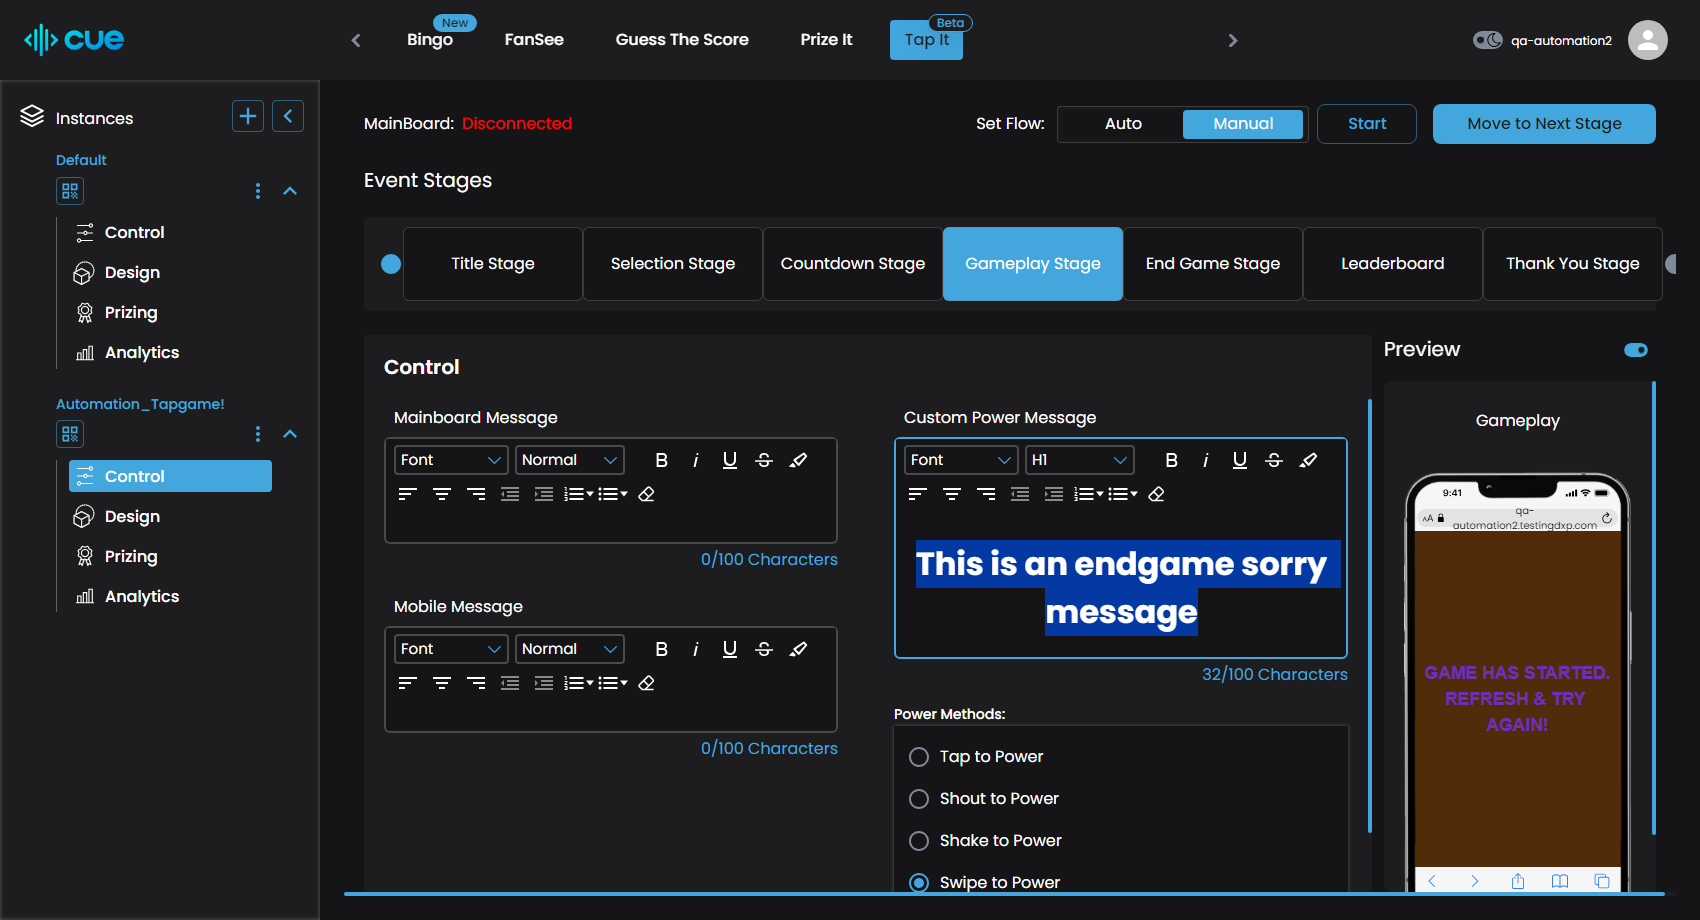 cue
New
Bingo
FanSee
Guess The Score
Prize It
Beta
Tap It
qa-automation2
Instances
Default
Control
Design
Prizing
Analytics
Automation_Tapgame!
Control
Design
Prizing
Analytics
MainBoard: Disconnected
Set Flow: Auto Manual
Start
Move to Next Stage
Event Stages
Title Stage
Selection Stage
Countdown Stage
Gameplay Stage
End Game Stage
Leaderboard
Thank You Stage
Control
Mainboard Message
Font
Normal
B i U S
0/100 Characters
Mobile Message
Font
Normal
B i U S
0/100 Characters
Custom Power Message
Font
H1
B i U S
This is an endgame sorry
message
32/100 Characters
Power Methods:
Tap to Power
Shout to Power
Shake to Power
Swipe to Power
Preview
Gameplay
9:41
AA
qa-
automation2.testingdxp.com
GAME HAS STARTED.
REFRESH & TRY
AGAIN!